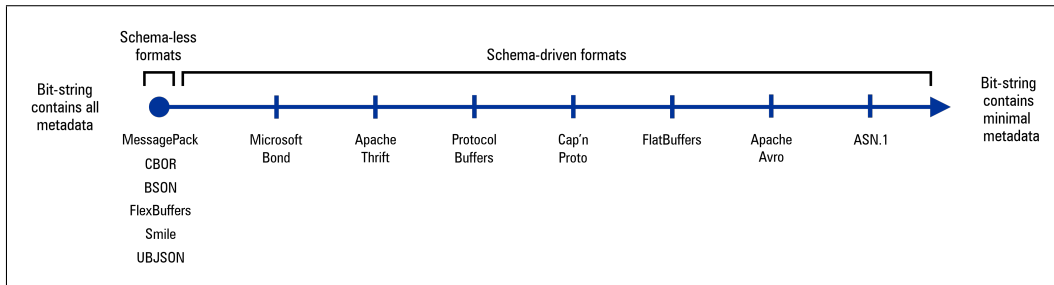 Schema-less
formats
Schema-driven formats
Bit-string
contains all
metadata
Bit-string
contains
minimal
metadata
MessagePack
CBOR
BSON
FlexBuffers
Smile
UBJSON
Microsoft
Bond
Apache
Thrift
Protocol
Buffers
Cap'n
Proto
FlatBuffers
Apache
Avro
ASN.1